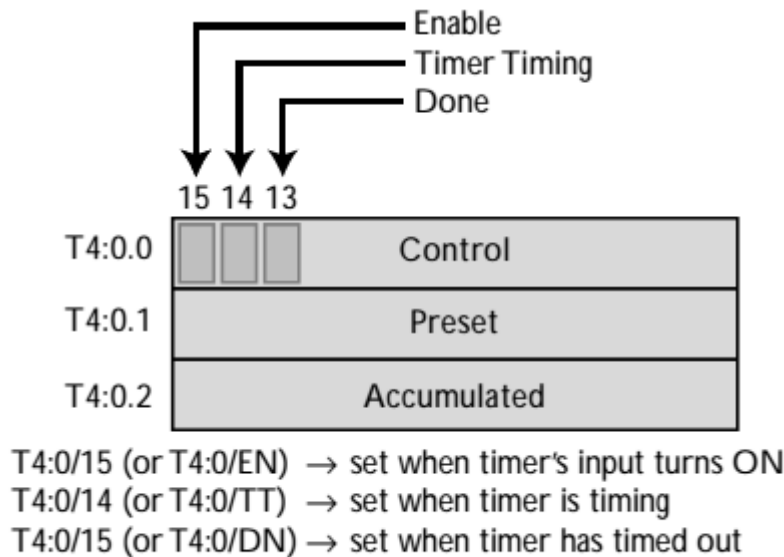 Enable
Timer Timing
Done
15 14 13
T4:0.0 Control
T4:0.1 Preset
T4:0.2 Accumulated
T4:0/15 (or T4:0/EN) → set when timer's input turns ON
T4:0/14 (or T4:0/TT) → set when timer is timing
T4:0/15 (or T4:0/DN) → set when timer has timed out